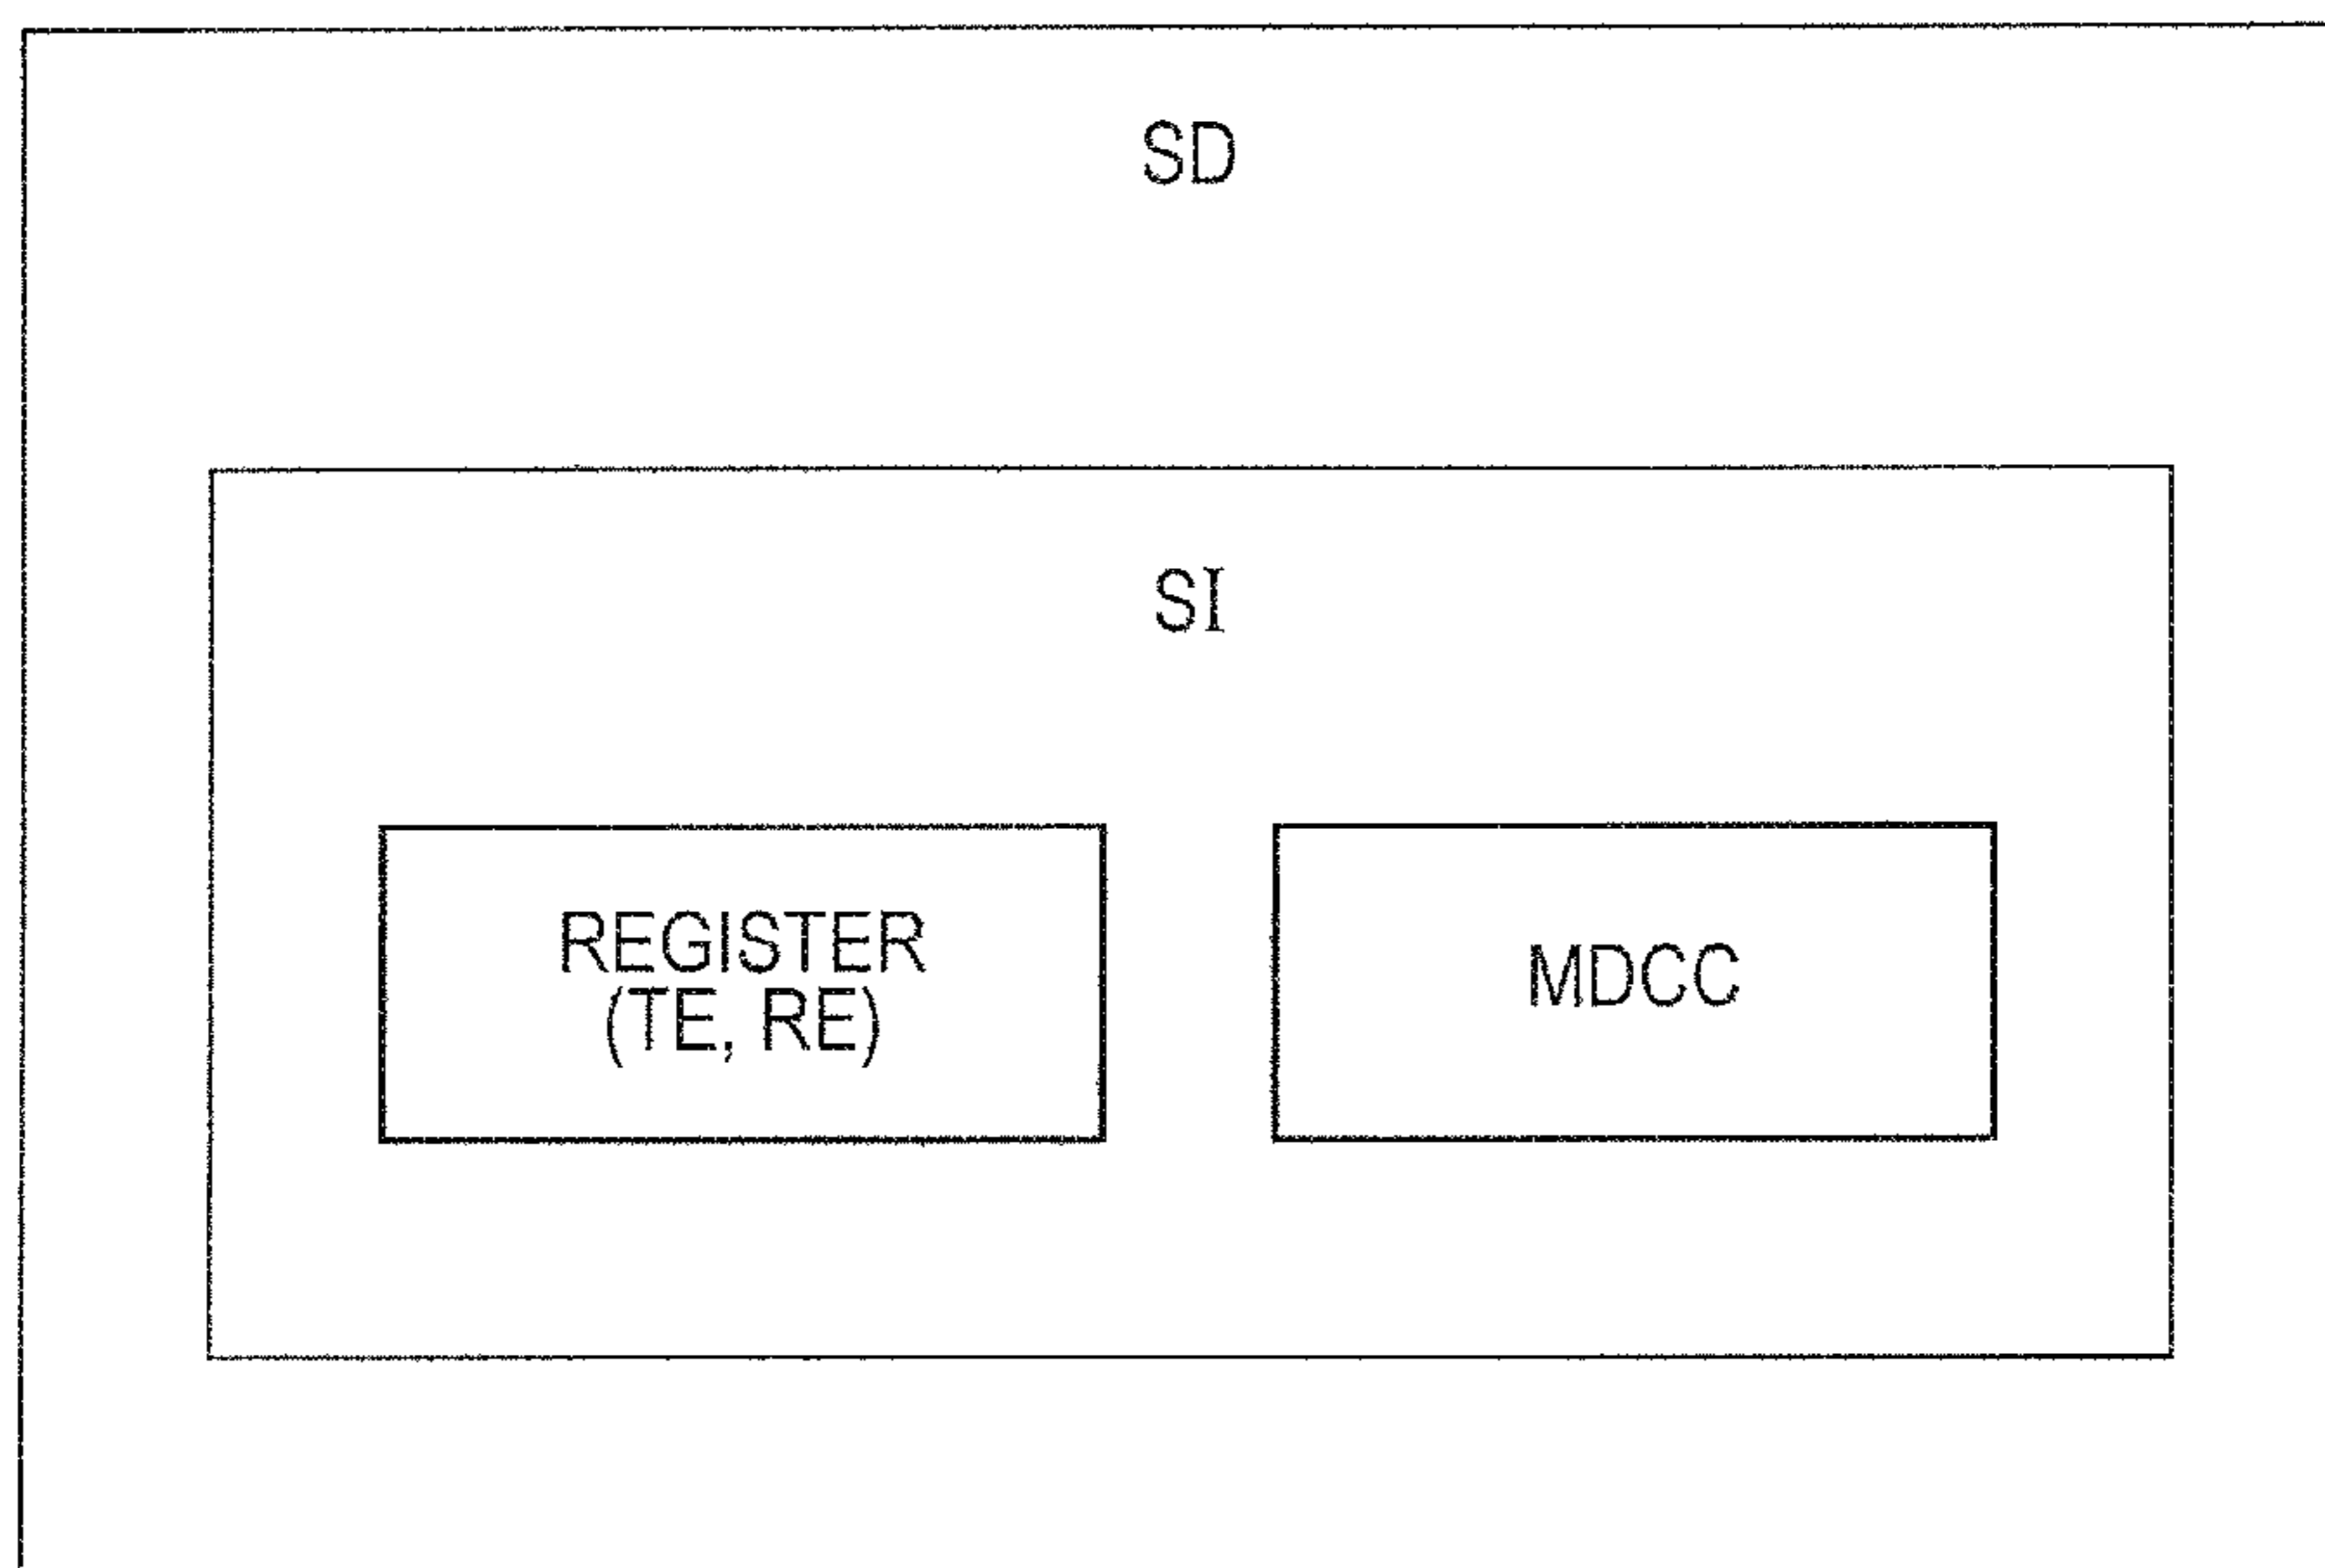 SD
SI
REGISTER
(TE, RE)
MDCC